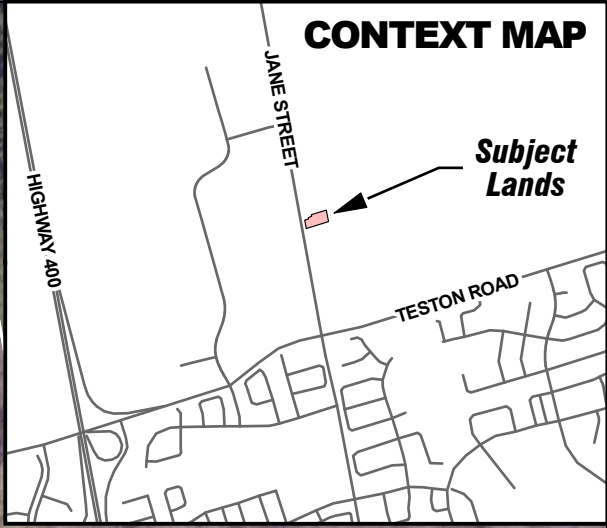 CONTEXT MAP
JANE STREET
Subject
Lands
HIGHWAY 400
TESTON ROAD